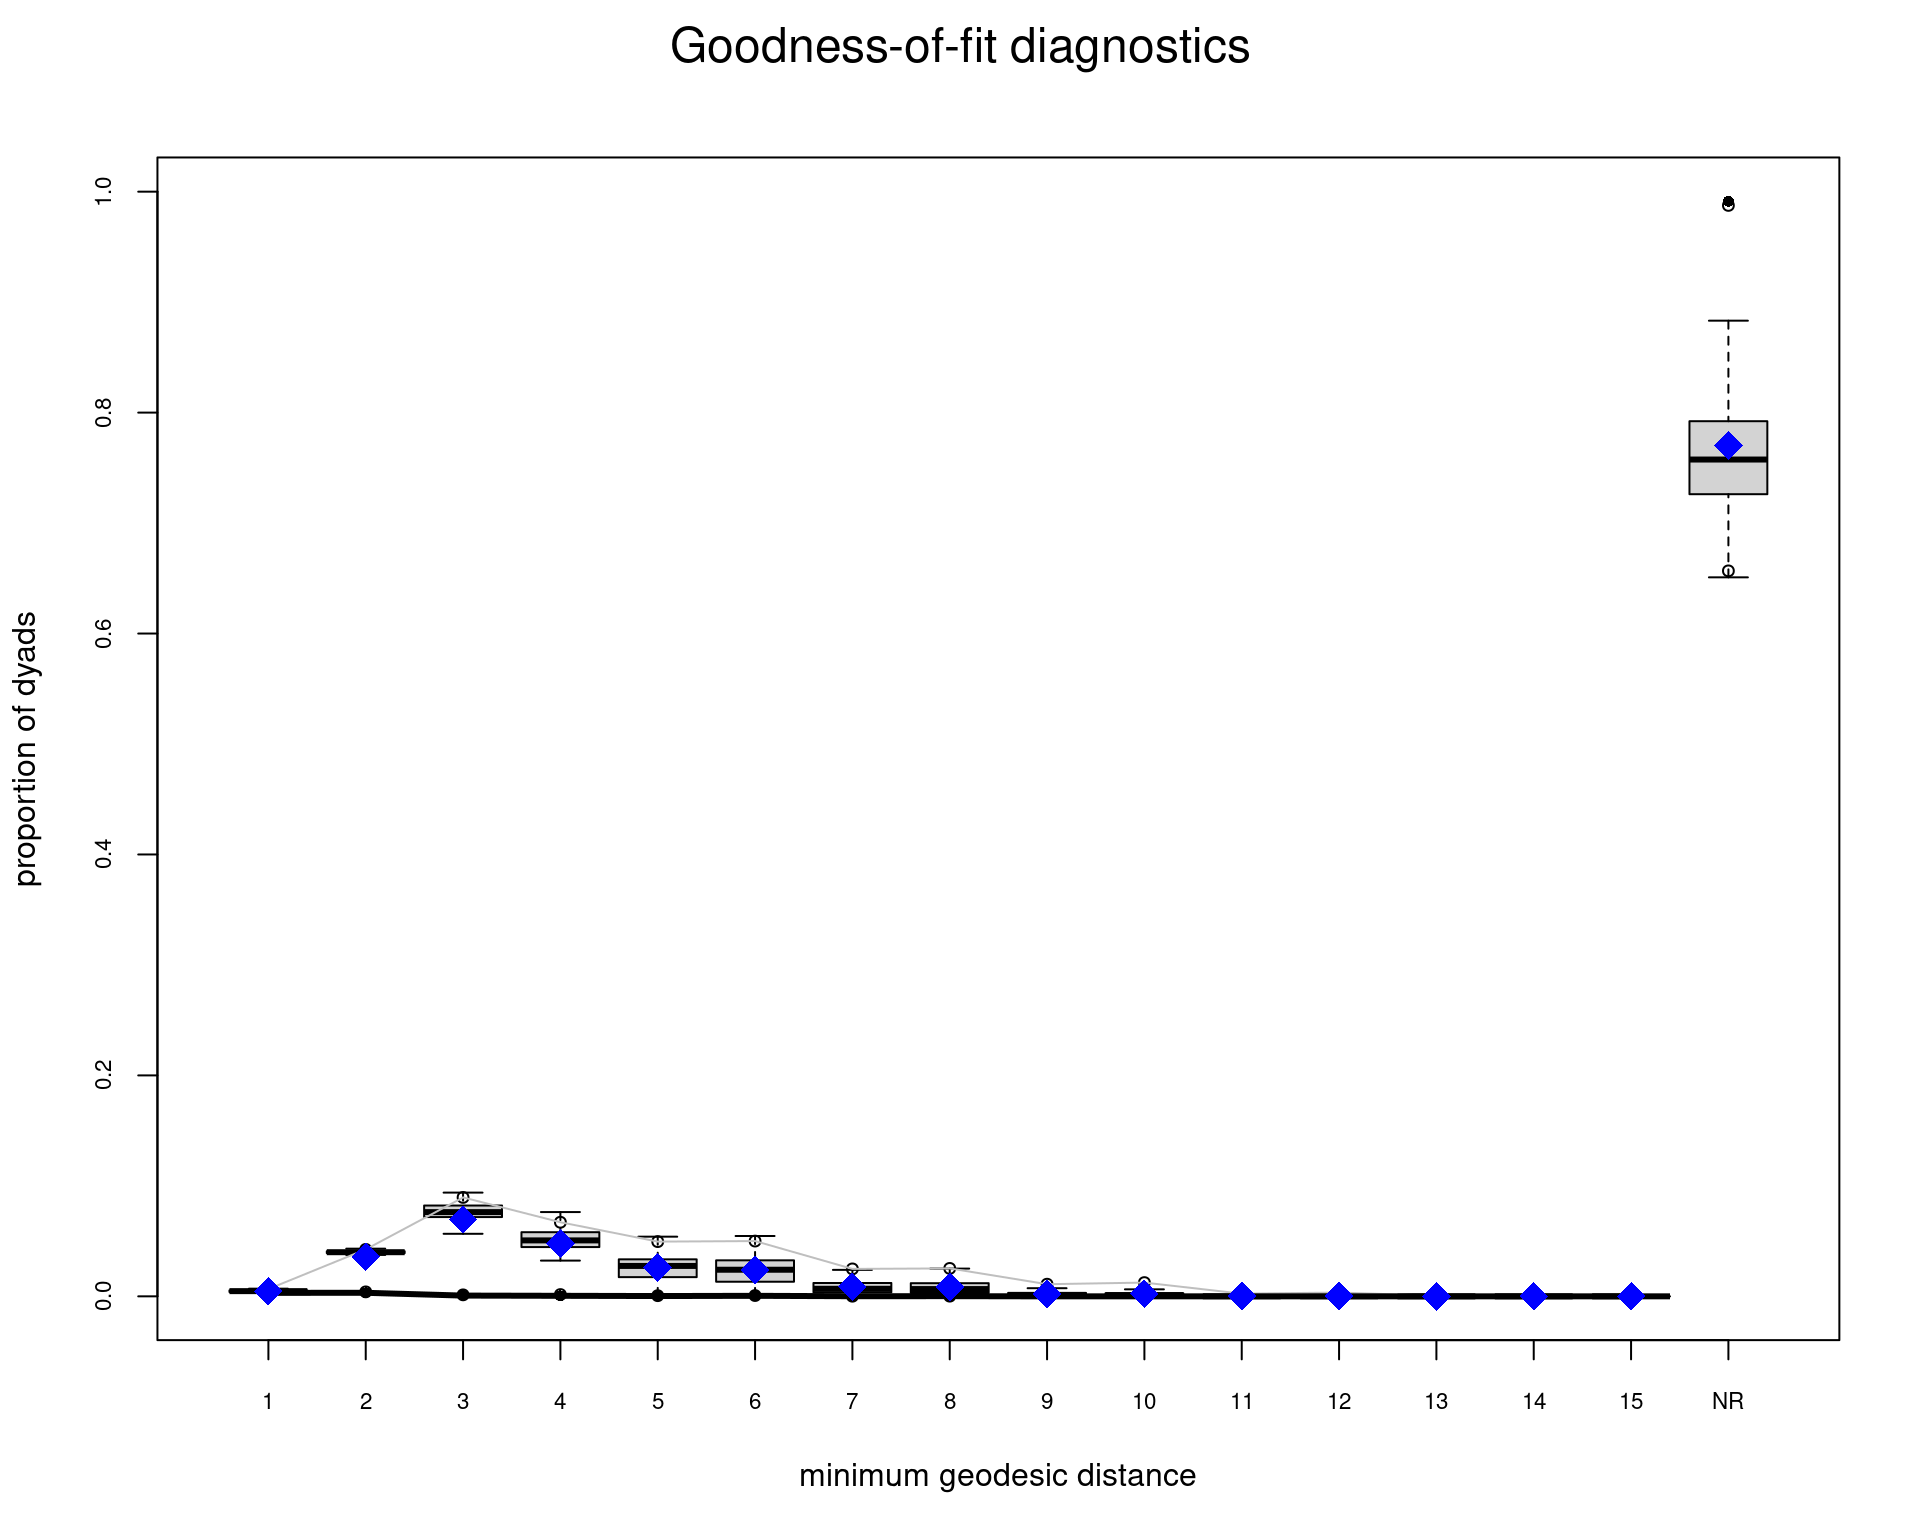 Goodness-of-fit diagnostics
proportion of dyads
1.0
0.8
0.6
0.4
0.2
0.0
1 2 3 4 5 6 7 8 9 10 11 12 13 14 15 NR
minimum geodesic distance